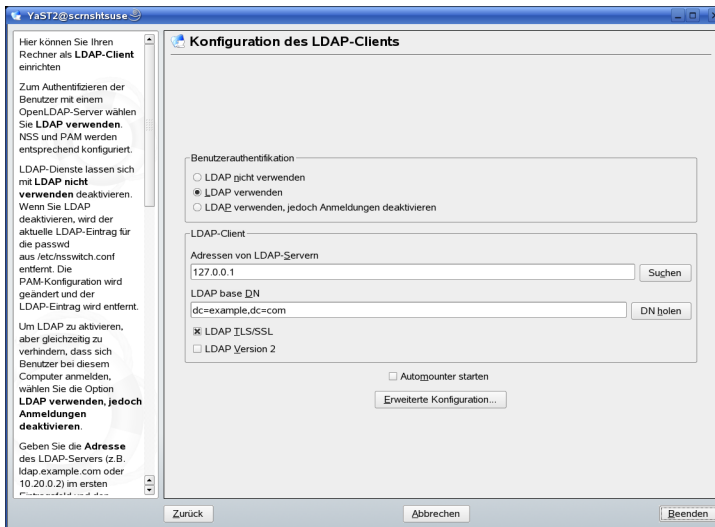 YaST2@scrnshtsuse
Hier können Sie Ihren
Rechner als LDAP-Client
einrichten
Zum Authentifizieren der
Benutzer mit einem
OpenLDAP-Server wählen
Sie LDAP verwenden.
NSS und PAM werden
entsprechend konfiguriert.
LDAP-Dienste lassen sich
mit LDAP nicht
verwenden deaktivieren.
Wenn Sie LDAP
deaktivieren, wird der
aktuelle LDAP-Eintrag für
die passwd
aus /etc/nsswitch.conf
entfernt. Die
PAM-Konfiguration wird
geändert und der
LDAP-Eintrag wird entfernt.
Um LDAP zu aktivieren,
aber gleichzeitig zu
verhindern, dass sich
Benutzer bei diesem
Computer anmelden,
wählen Sie die Option
LDAP verwenden, jedoch
Anmeldungen
deaktivieren.
Geben Sie die Adresse
des LDAP-Servers (z.B.
ldap.example.com oder
10.20.0.2) im ersten
Konfiguration des LDAP-Clients
Benutzerauthentifikation
LDAP nicht verwenden
LDAP verwenden
LDAP verwenden, jedoch Anmeldungen deaktivieren
LDAP-Client
Adressen von LDAP-Servern
127.0.0.1
Suchen
LDAP base DN
dc=example,dc=com
DN holen
LDAP TLS/SSL
LDAP Version 2
Automounter starten
Erweiterte Konfiguration...
Zurück
Abbrechen
Beenden